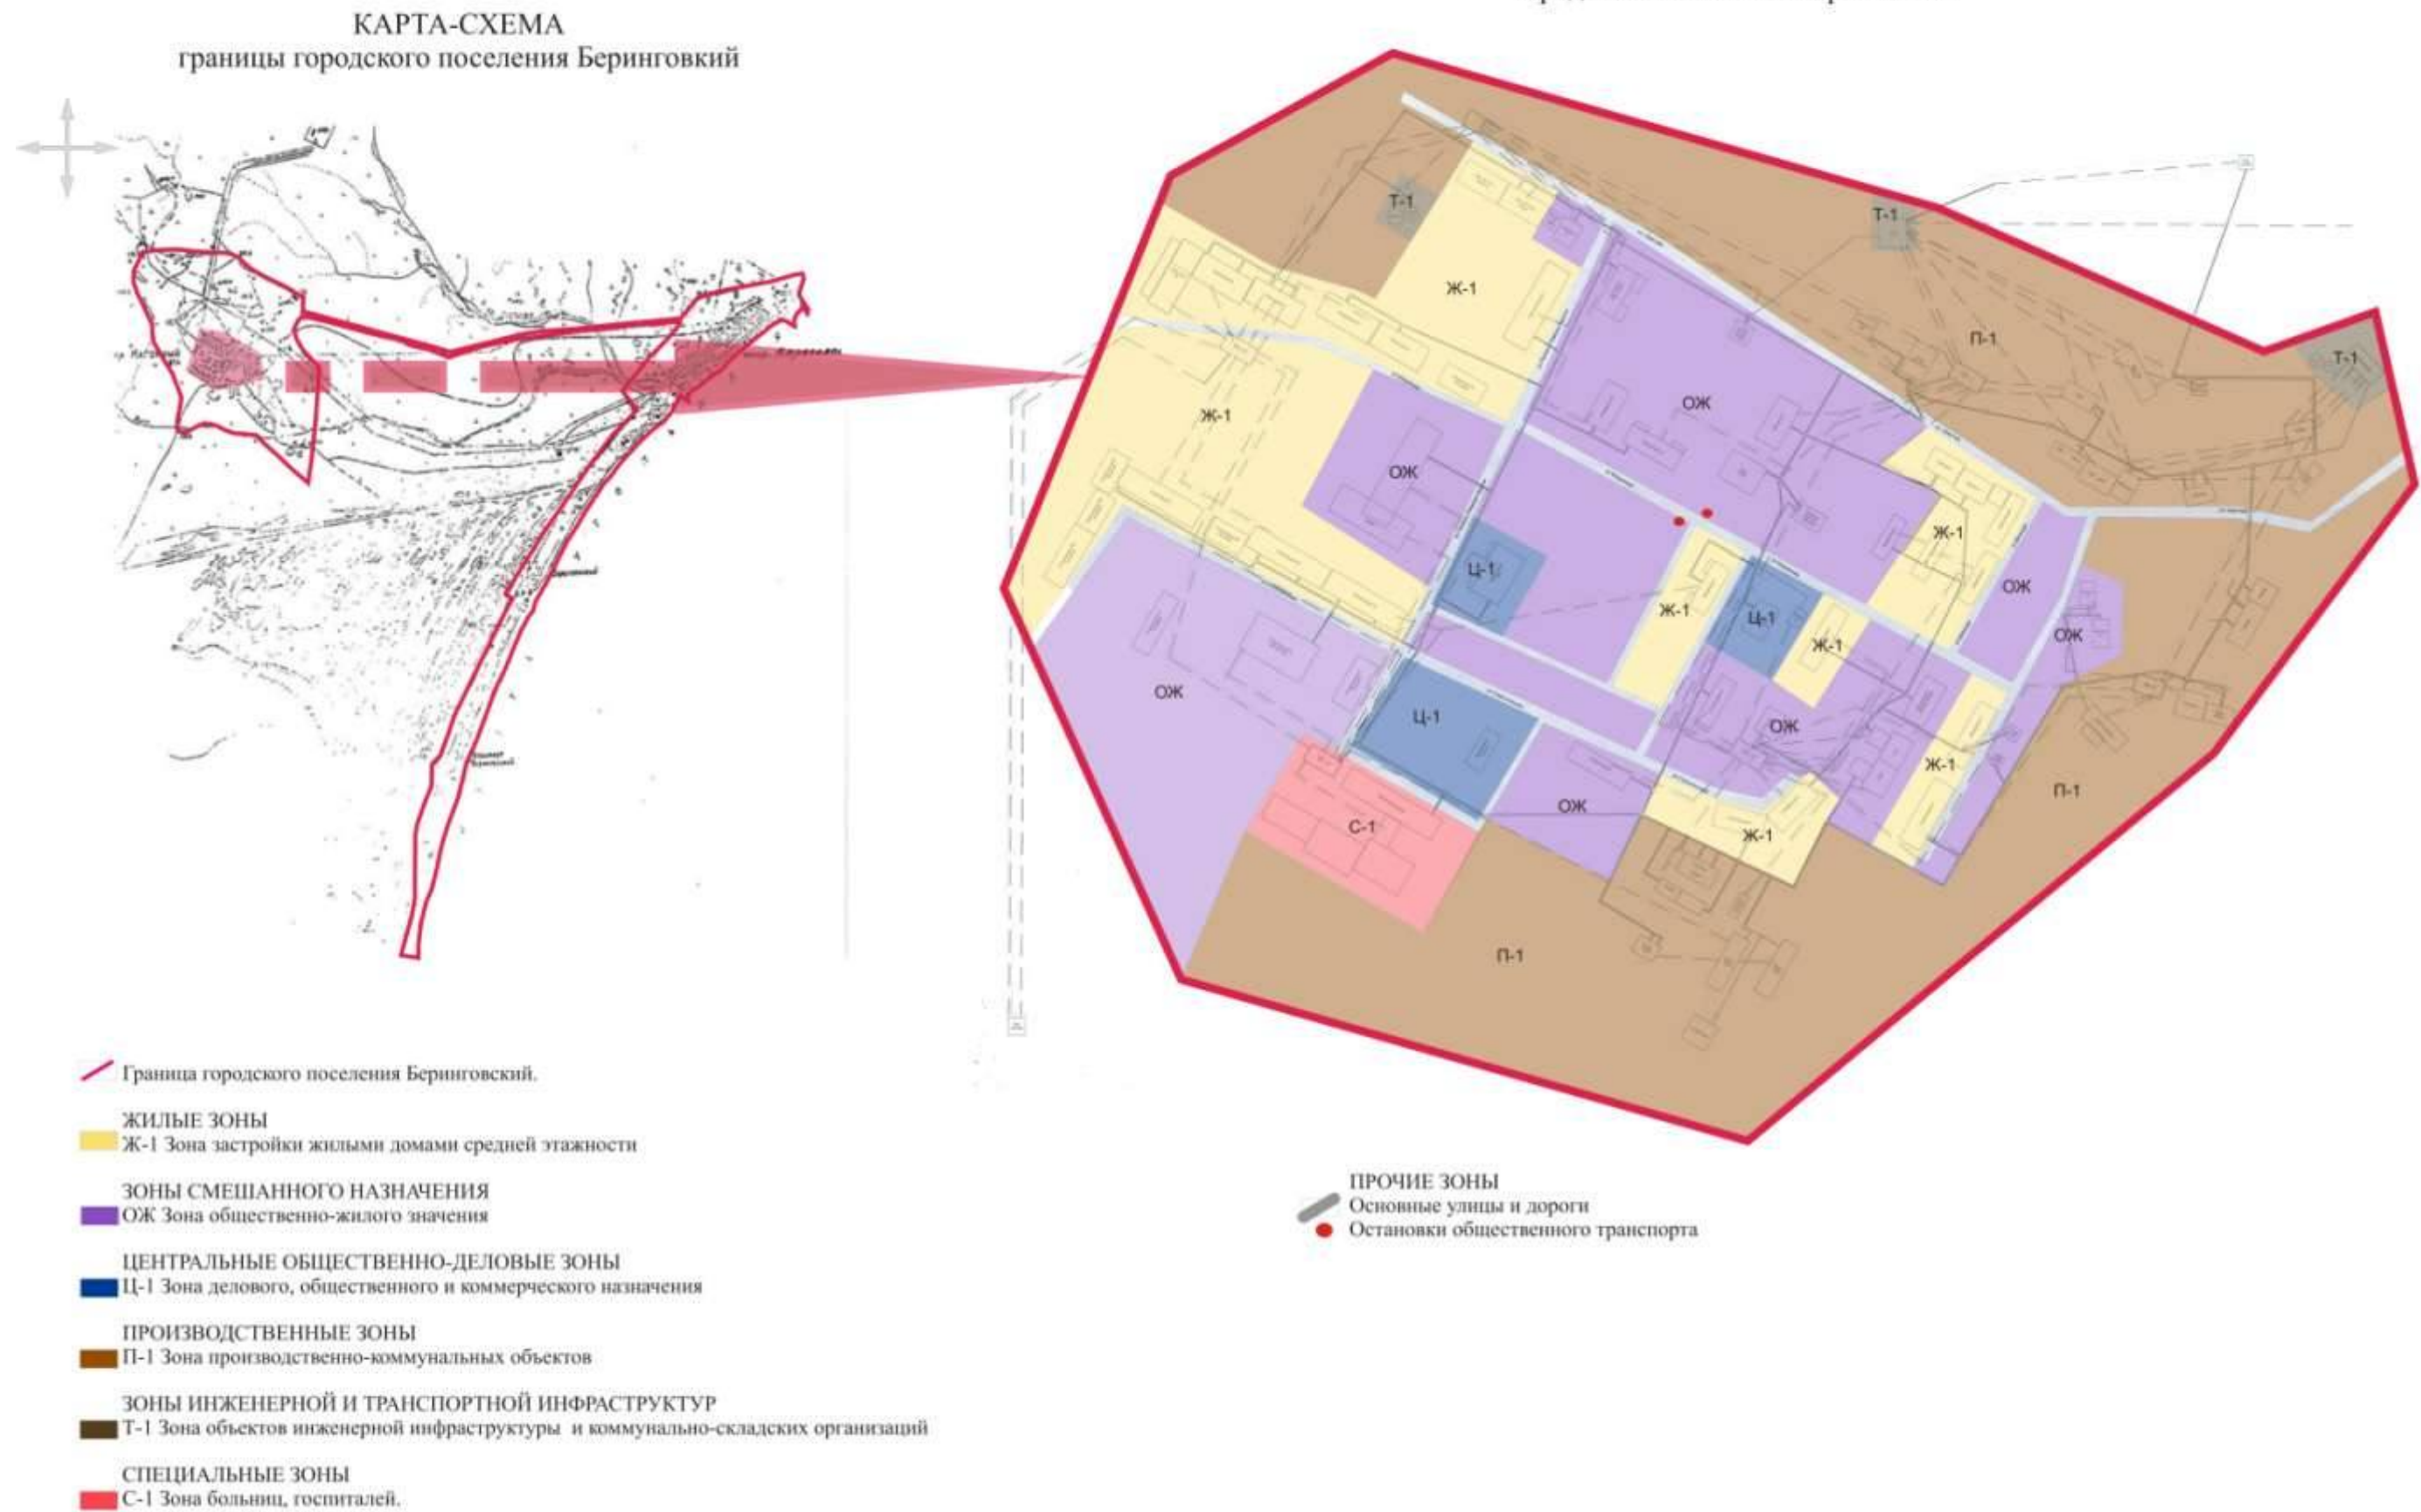 КАРТА-СХЕМА
границы городского поселения Беринговкий
Т-1
Т-1
Ж-1
П-1
Т-1
ОЖ
Ж-1
ОЖ
Ж-1
Ц-1
ОЖ
Ж-1
Ц-1
ОЖ
Ж-1
ОЖ
Ц-1
ОЖ
Ж-1
П-1
ОЖ
С-1
Ж-1
П-1
Граница городского поселения Беринговский.
ЖИЛЫЕ ЗОНЫ
Ж-1 Зона застройки жилыми домами средней этажности
ЗОНЫ СМЕШАННОГО НАЗНАЧЕНИЯ
ОЖ Зона общественно-жилого значения
ЦЕНТРАЛЬНЫЕ ОБЩЕСТВЕННО-ДЕЛОВЫЕ ЗОНЫ
Ц-1 Зона делового, общественного и коммерческого назначения
ПРОИЗВОДСТВЕННЫЕ ЗОНЫ
П-1 Зона производственно-коммунальных объектов
ЗОНЫ ИНЖЕНЕРНОЙ И ТРАНСПОРТНОЙ ИНФРАСТРУКТУР
Т-1 Зона объектов инженерной инфраструктуры и коммунально-складских организаций
СПЕЦИАЛЬНЫЕ ЗОНЫ
С-1 Зона больниц, госпиталей.
ПРОЧИЕ ЗОНЫ
Основные улицы и дороги
Остановки общественного транспорта